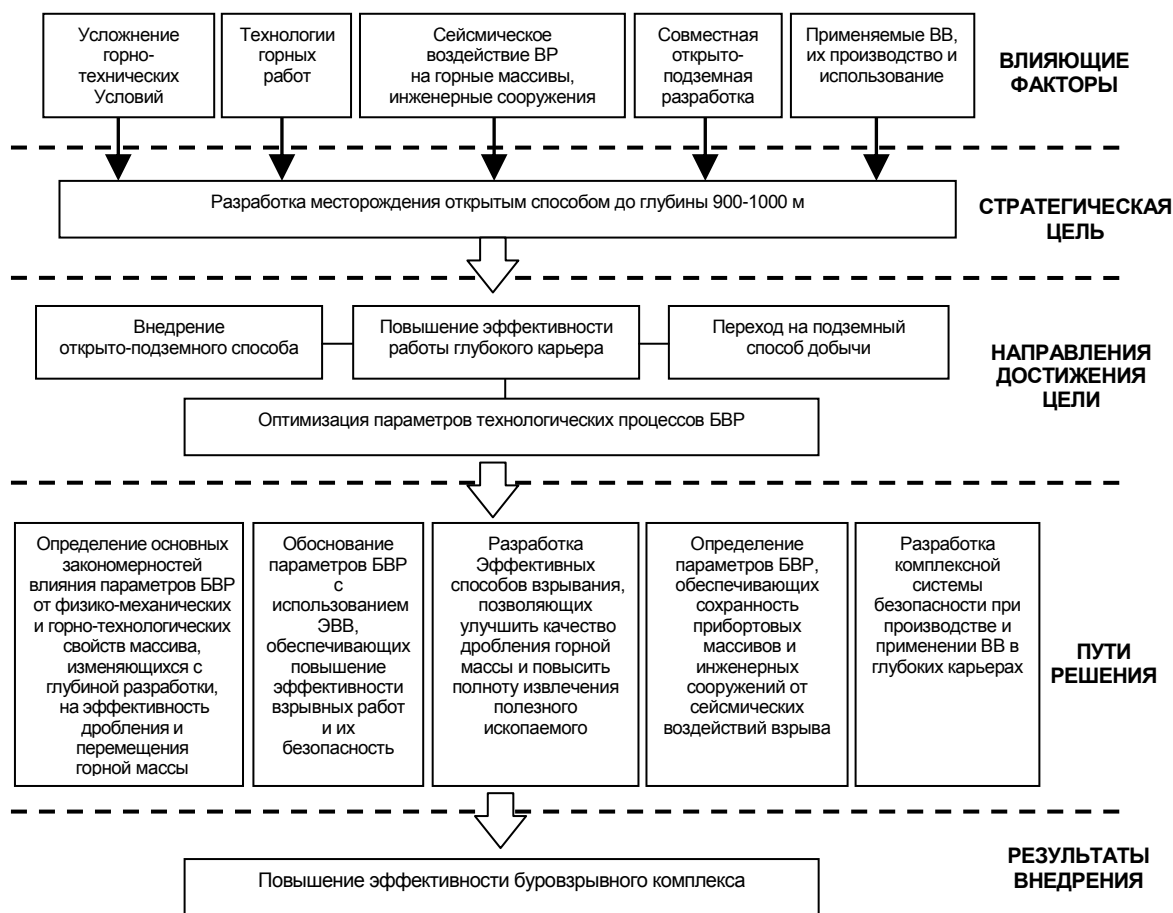 Усложнение
горно-
технических
Условий
Технологии
горных
работ
Сейсмическое
воздействие ВР
на горные массивы,
инженерные сооружения
Совместная
открыто-
подземная
разработка
Применяемые ВВ,
их производство и
использование
ВЛИЯЮЩИЕ
ФАКТОРЫ
Разработка месторождения открытым способом до глубины 900-1000 м
СТРАТЕГИЧЕСКАЯ
ЦЕЛЬ
Внедрение
открыто-подземного способа
Повышение эффективности
работы глубокого карьера
Переход на подземный
способ добычи
НАПРАВЛЕНИЯ
ДОСТИЖЕНИЯ
ЦЕЛИ
Оптимизация параметров технологических процессов БВР
Определение основных
закономерностей
влияния параметров БВР
от физико-механических
и горно-технологических
свойств массива,
изменяющихся с
глубиной разработки,
на эффективность
дробления и
перемещения
горной массы
Обоснование
параметров БВР
с
использованием
ЭВВ,
обеспечивающих
повышение
эффективности
взрывных работ
и их
безопасность
Разработка
Эффективных
способов взрывания,
позволяющих
улучшить качество
дробления горной
массы и повысить
полноту извлечения
полезного
ископаемого
Определение
параметров БВР,
обеспечивающих
сохранность
прибортовых
массивов и
инженерных
сооружений от
сейсмических
воздействий взрыва
Разработка
комплексной
системы
безопасности при
производстве и
применении ВВ в
глубоких карьерах
ПУТИ
РЕШЕНИЯ
Повышение эффективности буровзрывного комплекса
РЕЗУЛЬТАТЫ
ВНЕДРЕНИЯ